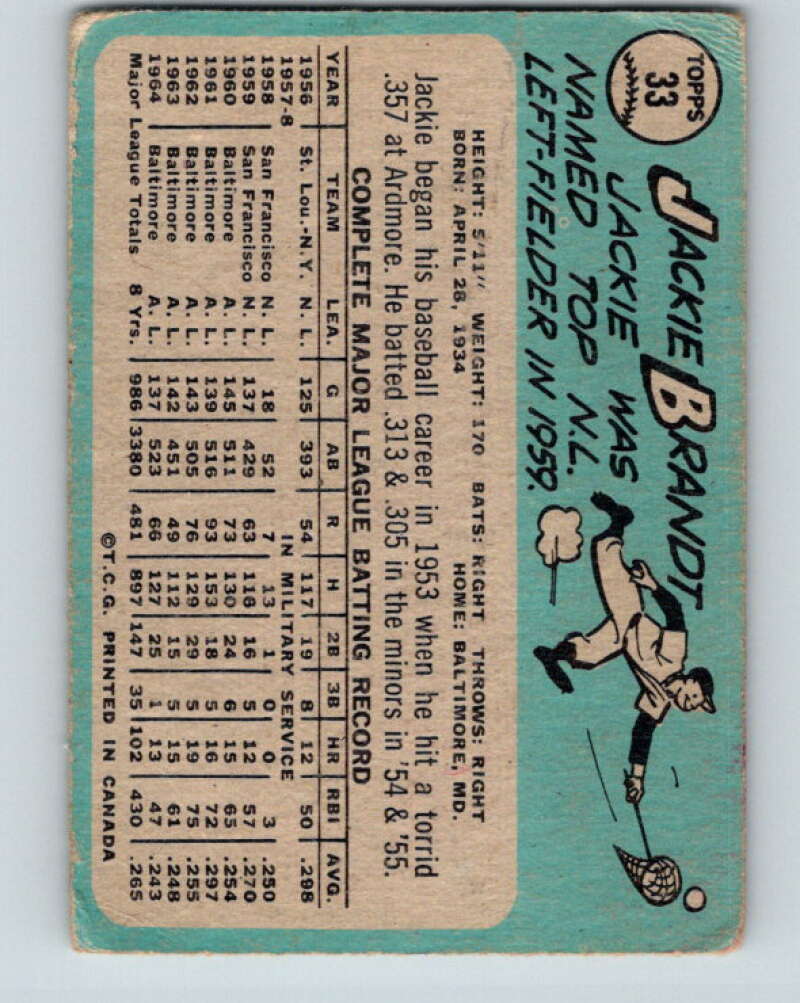 TOPPS
33
JACKIE BRANDT
JACKIE WAS
NAMED TOP N.L.
LEFT-FIELDER IN 1959.
HEIGHT: 5'11" WEIGHT: 170 BATS: RIGHT THROWS: RIGHT
BORN: APRIL 28, 1934 HOME: BALTIMORE, MD.
Jackie began his baseball career in 1953 when he hit a torrid
.357 at Ardmore. He batted .313 & .305 in the minors in '54 & '55.
COMPLETE MAJOR LEAGUE BATTING RECORD
YEAR TEAM LEA. G AB R H 2B 3B HR RBI AVG.
1956 St. Lou.-N.Y. N. L. 125 393 54 117 19 8 12 50 .298
1957-8 IN MILITARY SERVICE
1958 San Francisco N. L. 18 52 7 13 1 0 0 3 .250
1959 San Francisco N. L. 137 429 63 116 16 5 12 57 .270
1960 Baltimore A. L. 145 511 73 130 24 6 15 65 .254
1961 Baltimore A. L. 139 516 93 153 18 5 16 72 .297
1962 Baltimore A. L. 143 505 76 129 29 5 19 75 .255
1963 Baltimore A. L. 142 451 49 112 15 5 15 61 .248
1964 Baltimore A. L. 137 523 66 127 25 1 13 47 .243
Major League Totals 8 Yrs. 986 3380 481 897 147 35 102 430 .265
©T.C.G. PRINTED IN CANADA